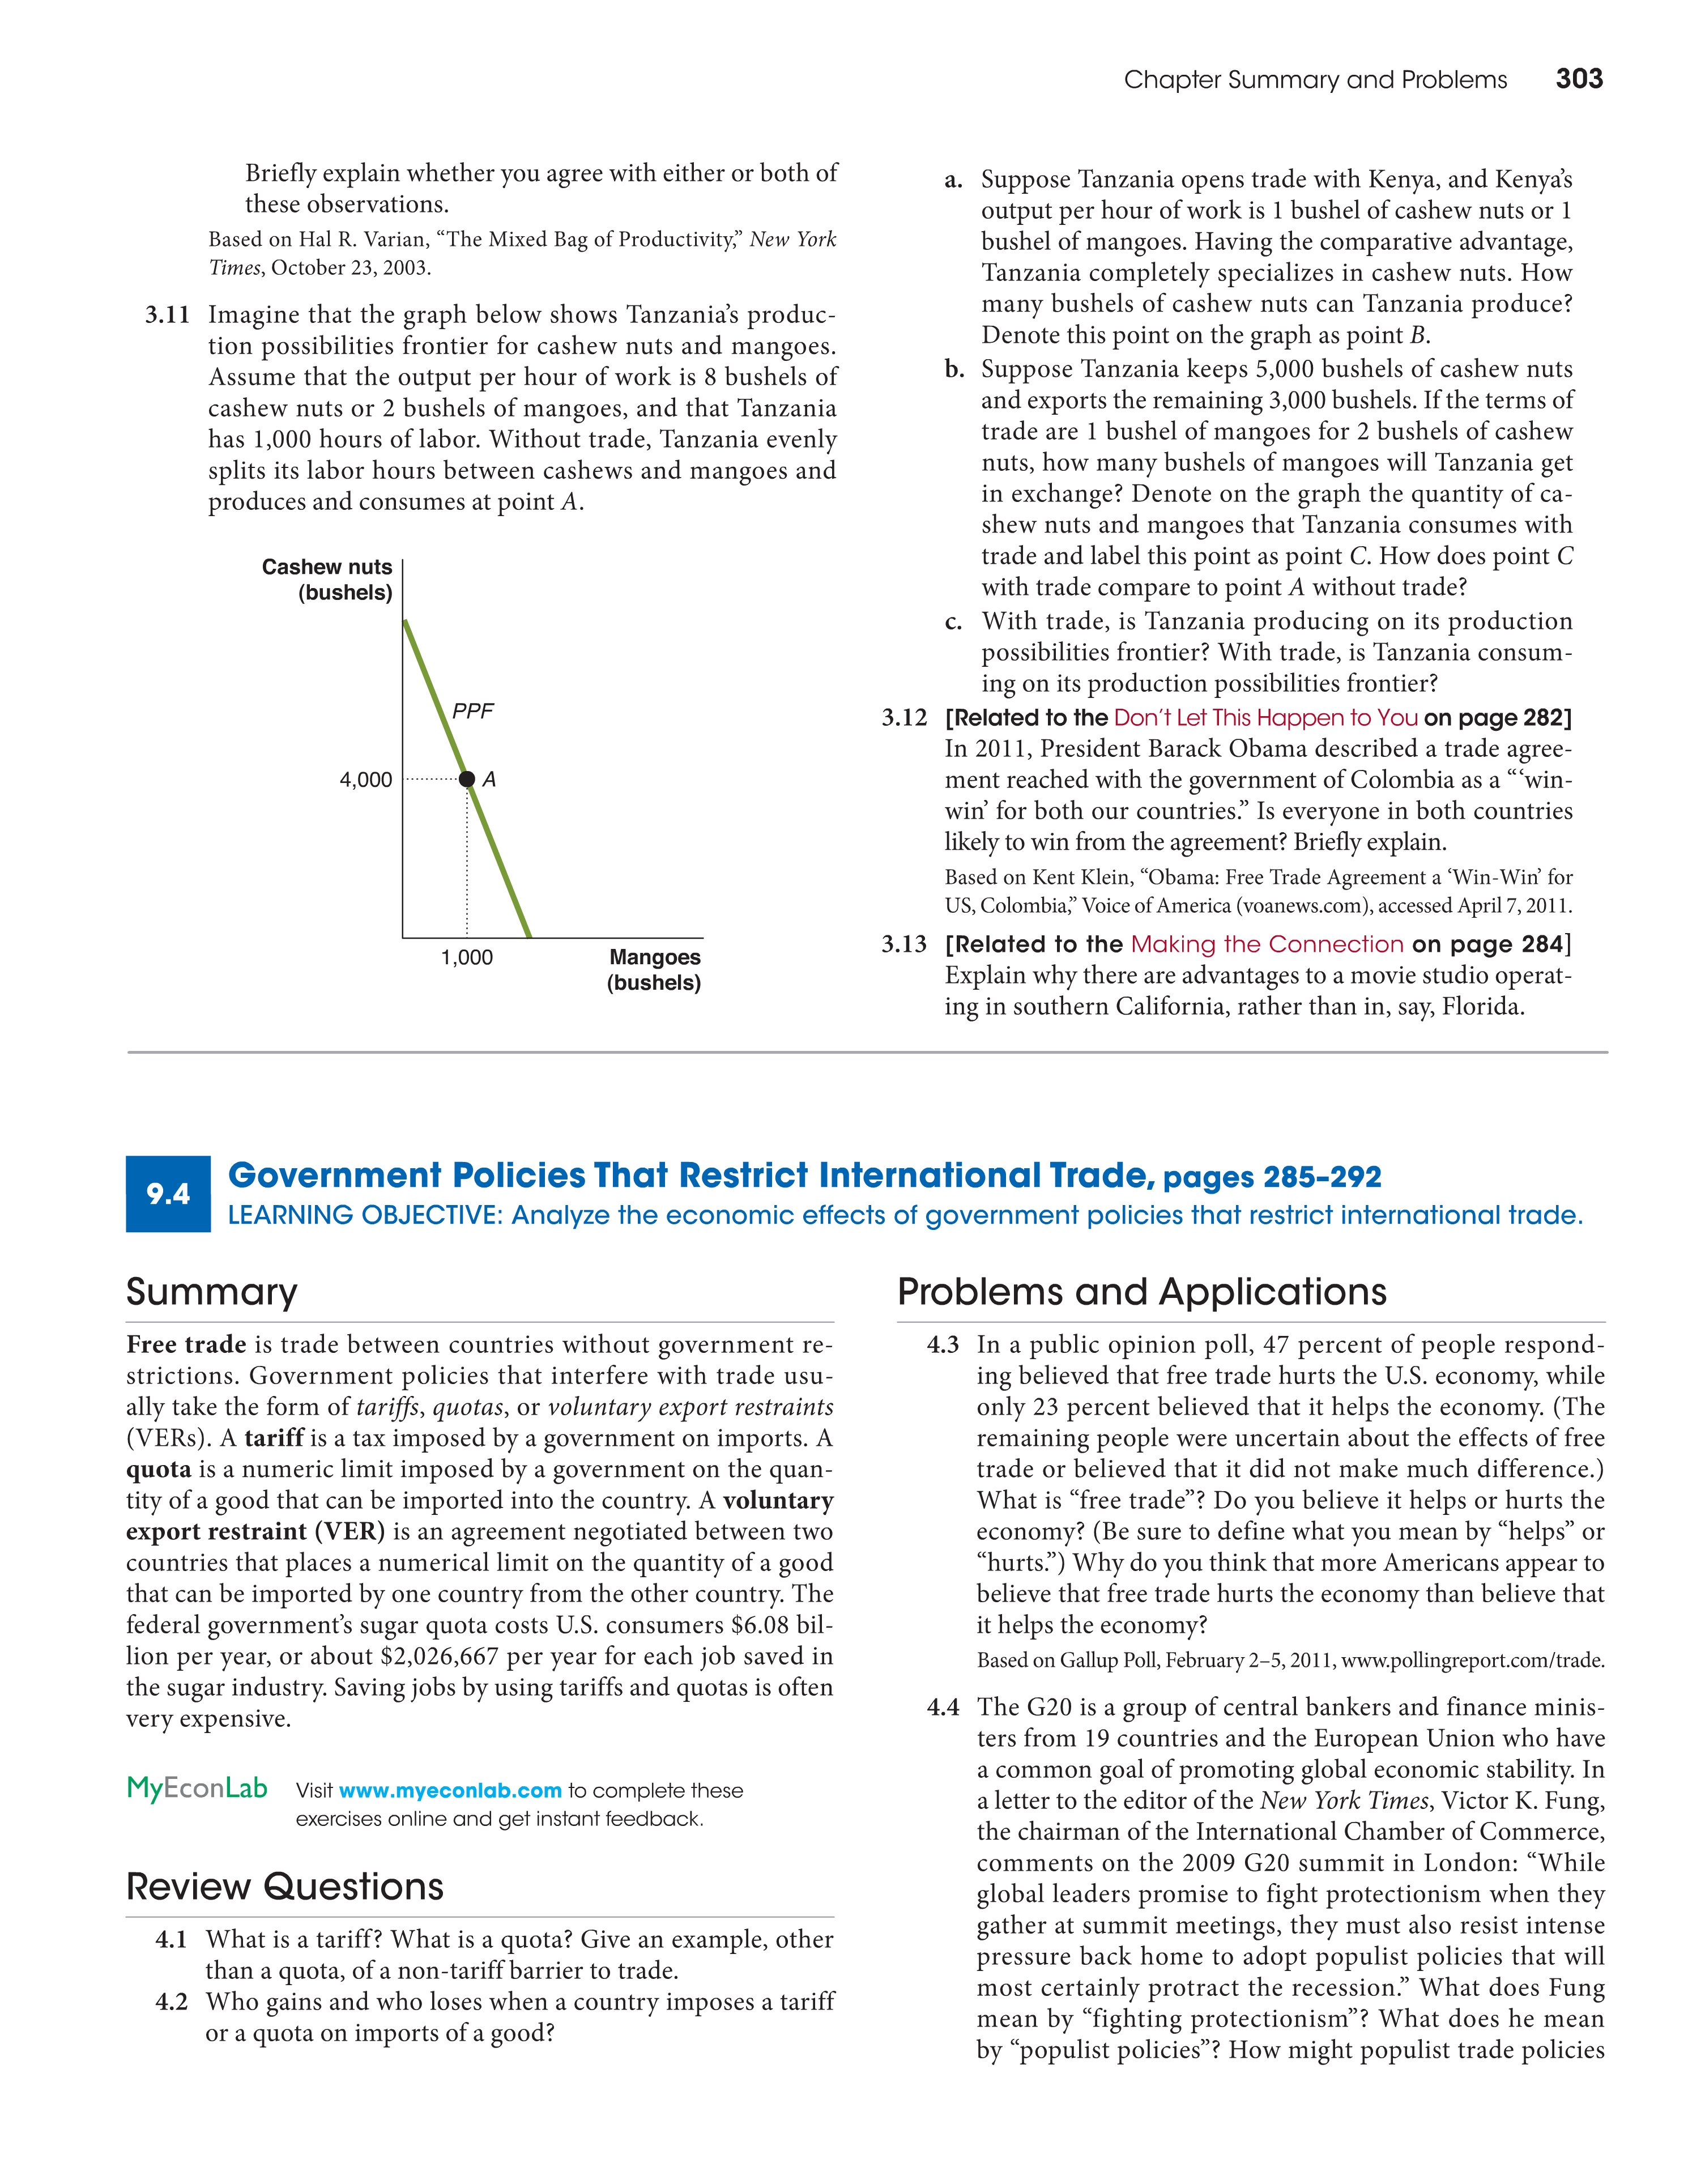 Chapter Summary and Problems 303
Briefly explain whether you agree with either or both of
these observations.
Based on Hal R. Varian, “The Mixed Bag of Productivity,” New York
Times, October 23, 2003.
3.11 Imagine that the graph below shows Tanzania’s produc-
tion possibilities frontier for cashew nuts and mangoes.
Assume that the output per hour of work is 8 bushels of
cashew nuts or 2 bushels of mangoes, and that Tanzania
has 1,000 hours of labor. Without trade, Tanzania evenly
splits its labor hours between cashews and mangoes and
produces and consumes at point A.
Cashew nuts
(bushels)
PPF
4,000
A
1,000
Mangoes
(bushels)
a. Suppose Tanzania opens trade with Kenya, and Kenya’s
output per hour of work is 1 bushel of cashew nuts or 1
bushel of mangoes. Having the comparative advantage,
Tanzania completely specializes in cashew nuts. How
many bushels of cashew nuts can Tanzania produce?
Denote this point on the graph as point B.
b. Suppose Tanzania keeps 5,000 bushels of cashew nuts
and exports the remaining 3,000 bushels. If the terms of
trade are 1 bushel of mangoes for 2 bushels of cashew
nuts, how many bushels of mangoes will Tanzania get
in exchange? Denote on the graph the quantity of ca-
shew nuts and mangoes that Tanzania consumes with
trade and label this point as point C. How does point C
with trade compare to point A without trade?
c. With trade, is Tanzania producing on its production
possibilities frontier? With trade, is Tanzania consum-
ing on its production possibilities frontier?
3.12 [Related to the Don’t Let This Happen to You on page 282]
In 2011, President Barack Obama described a trade agree-
ment reached with the government of Colombia as a “‘win-
win’ for both our countries.” Is everyone in both countries
likely to win from the agreement? Briefly explain.
Based on Kent Klein, “Obama: Free Trade Agreement a ‘Win-Win’ for
US, Colombia,” Voice of America (voanews.com), accessed April 7, 2011.
3.13 [Related to the Making the Connection on page 284]
Explain why there are advantages to a movie studio operat-
ing in southern California, rather than in, say, Florida.
9.4 Government Policies That Restrict International Trade, pages 285–292
LEARNING OBJECTIVE: Analyze the economic effects of government policies that restrict international trade.
Summary
Free trade is trade between countries without government re-
strictions. Government policies that interfere with trade usu-
ally take the form of tariffs, quotas, or voluntary export restraints
(VERs). A tariff is a tax imposed by a government on imports. A
quota is a numeric limit imposed by a government on the quan-
tity of a good that can be imported into the country. A voluntary
export restraint (VER) is an agreement negotiated between two
countries that places a numerical limit on the quantity of a good
that can be imported by one country from the other country. The
federal government’s sugar quota costs U.S. consumers $6.08 bil-
lion per year, or about $2,026,667 per year for each job saved in
the sugar industry. Saving jobs by using tariffs and quotas is often
very expensive.
MyEconLab Visit www.myeconlab.com to complete these
exercises online and get instant feedback.
Review Questions
4.1 What is a tariff? What is a quota? Give an example, other
than a quota, of a non-tariff barrier to trade.
4.2 Who gains and who loses when a country imposes a tariff
or a quota on imports of a good?
Problems and Applications
4.3 In a public opinion poll, 47 percent of people respond-
ing believed that free trade hurts the U.S. economy, while
only 23 percent believed that it helps the economy. (The
remaining people were uncertain about the effects of free
trade or believed that it did not make much difference.)
What is “free trade”? Do you believe it helps or hurts the
economy? (Be sure to define what you mean by “helps” or
“hurts.”) Why do you think that more Americans appear to
believe that free trade hurts the economy than believe that
it helps the economy?
Based on Gallup Poll, February 2–5, 2011, www.pollingreport.com/trade.
4.4 The G20 is a group of central bankers and finance minis-
ters from 19 countries and the European Union who have
a common goal of promoting global economic stability. In
a letter to the editor of the New York Times, Victor K. Fung,
the chairman of the International Chamber of Commerce,
comments on the 2009 G20 summit in London: “While
global leaders promise to fight protectionism when they
gather at summit meetings, they must also resist intense
pressure back home to adopt populist policies that will
most certainly protract the recession.” What does Fung
mean by “fighting protectionism”? What does he mean
by “populist policies”? How might populist trade policies